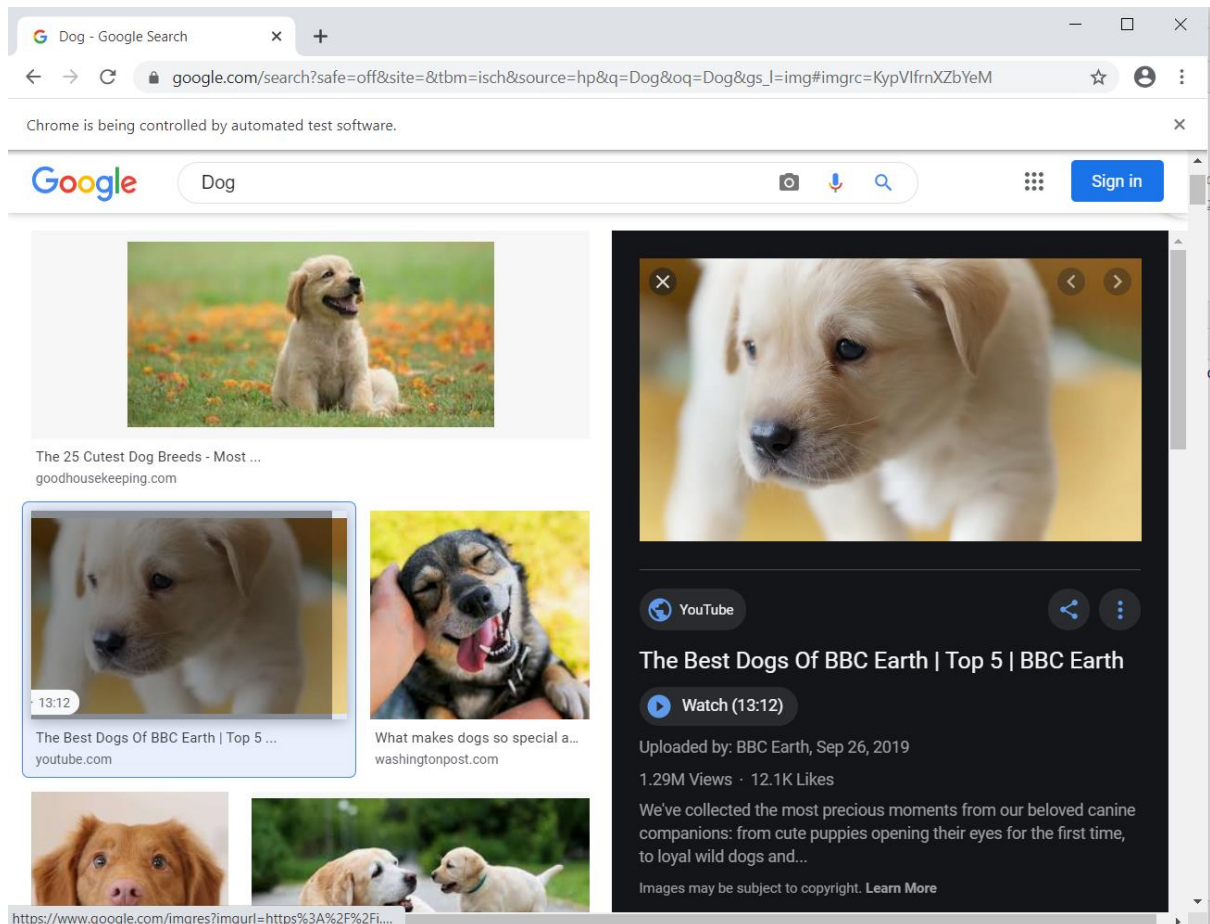 Dog - Google Search
google.com/search?safe=off&site=&tbm=isch&source=hp&q=Dog&oq=Dog&gs_l=img#imgrc=KypVIfrnXZbYeM
Chrome is being controlled by automated test software.
Google
Dog
Sign in
The 25 Cutest Dog Breeds - Most ...
goodhousekeeping.com
13:12
The Best Dogs Of BBC Earth | Top 5 ...
youtube.com
What makes dogs so special a...
washingtonpost.com
YouTube
The Best Dogs Of BBC Earth | Top 5 | BBC Earth
Watch (13:12)
Uploaded by: BBC Earth, Sep 26, 2019
1.29M Views · 12.1K Likes
We've collected the most precious moments from our beloved canine
companions: from cute puppies opening their eyes for the first time,
to loyal wild dogs and...
Images may be subject to copyright. Learn More
https://www.google.com/imgres?imgurl=https%3A%2F%2Fi....